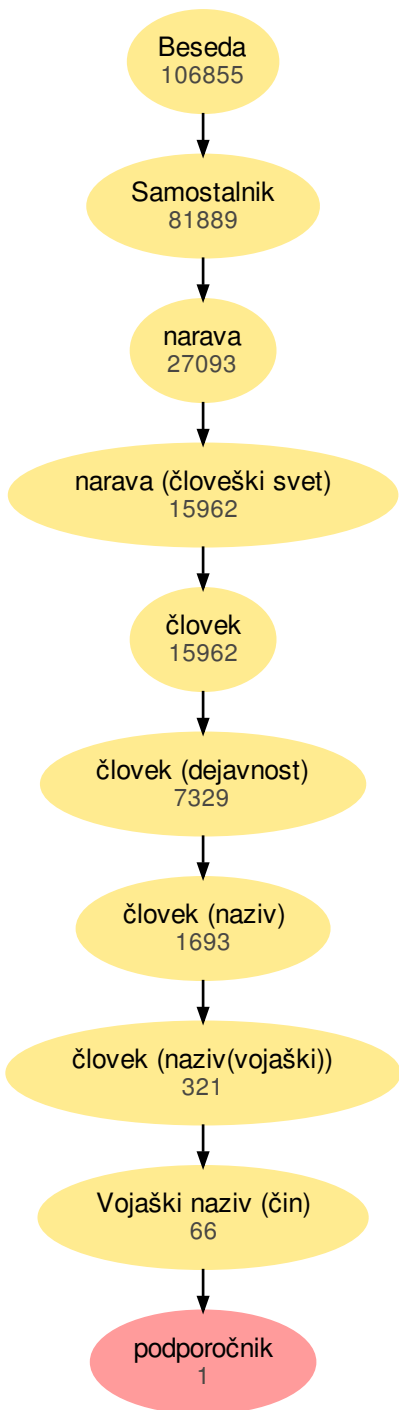 Beseda
106855
Samostalnik
81889
narava
27093
narava (človeški svet)
15962
človek
15962
človek (dejavnost)
7329
človek (naziv)
1693
človek (naziv(vojaški))
321
Vojaški naziv (čin)
66
podporočnik
1